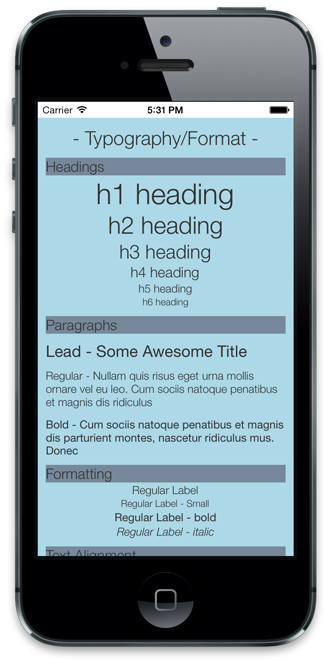 Carrier 5:31 PM
- Typography/Format -
Headings
h1 heading
h2 heading
h3 heading
h4 heading
h5 heading
h6 heading
Paragraphs
Lead - Some Awesome Title
Regular - Nullam quis risus eget urna mollis
ornare vel eu leo. Cum sociis natoque penatibus
et magnis dis ridiculus
Bold - Cum sociis natoque penatibus et magnis
dis parturient montes, nascetur ridiculus mus.
Donec
Formatting
Regular Label
Regular Label - Small
Regular Label - bold
Regular Label - italic
Text Alignment